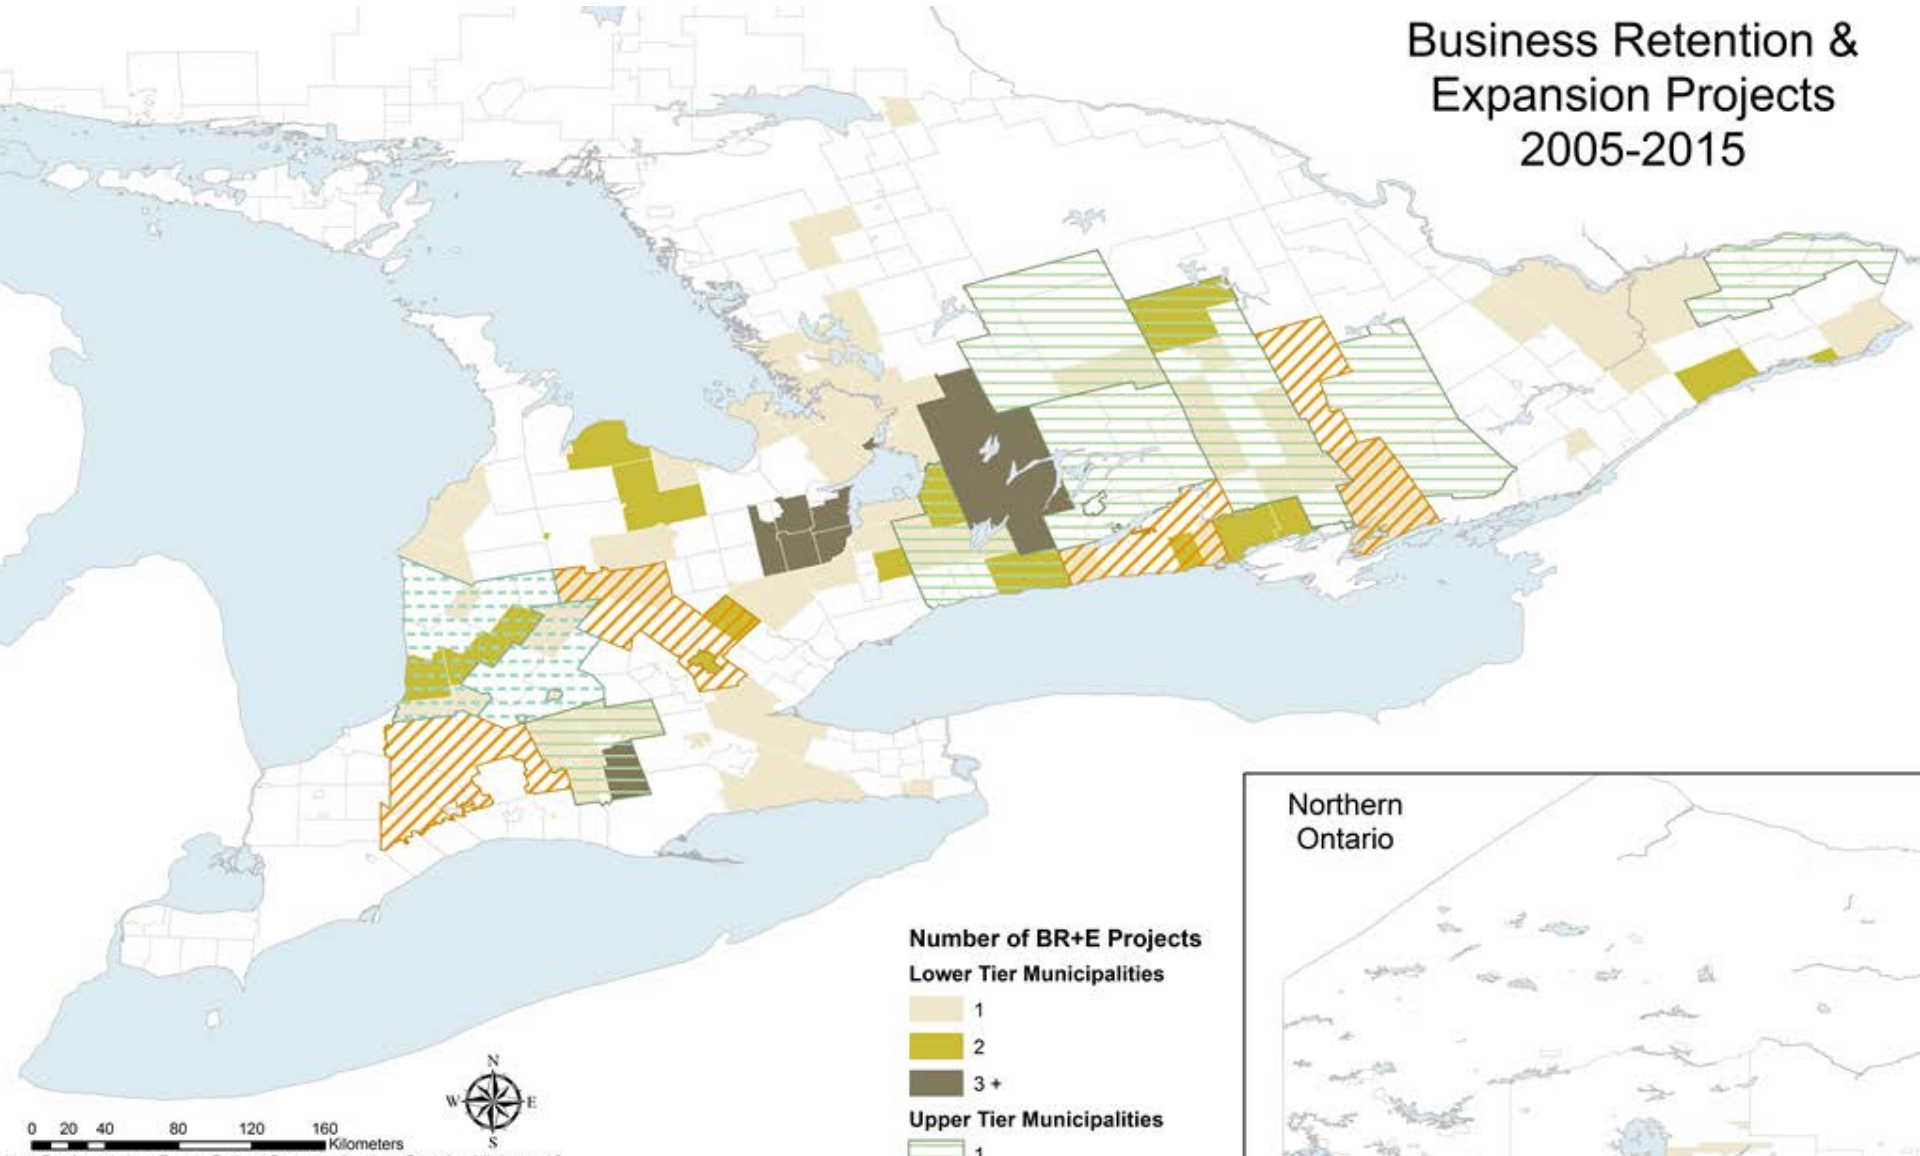 Business Retention &
Expansion Projects
2005-2015
Northern
Ontario
Number of BR+E Projects
Lower Tier Municipalities
1
2
3 +
Upper Tier Municipalities
1
N
W E
S
0 20 40 80 120 160
Kilometers